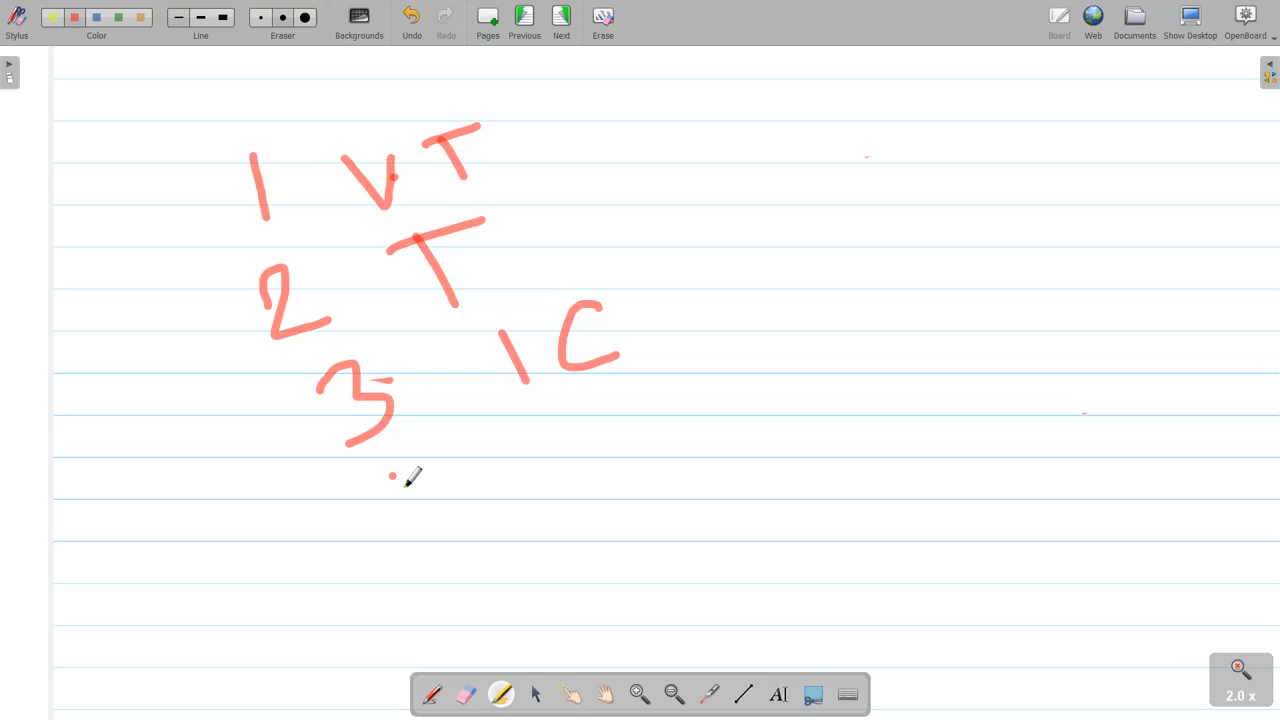 Stylus Color Line Eraser Backgrounds Undo Redo Pages Previous Next Erase Board Web Documents Show Desktop OpenBoard
1 VT
2 T
3 IC
2.0 x